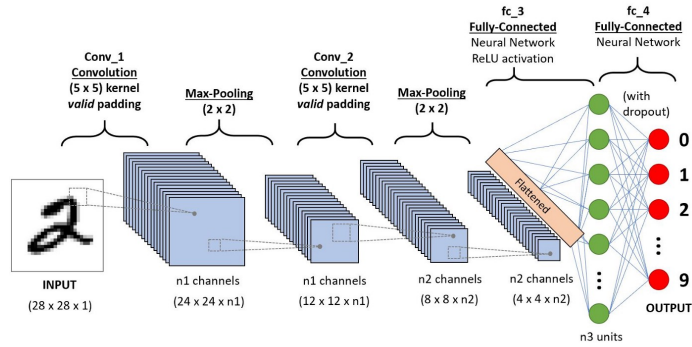 fc_3
Fully-Connected
Neural Network
ReLU activation
fc_4
Fully-Connected
Neural Network
Conv_1
Convolution
(5 x 5) kernel
valid padding
Max-Pooling
(2 x 2)
Conv_2
Convolution
(5 x 5) kernel
valid padding
Max-Pooling
(2 x 2)
(with
dropout)
Flattened
0
1
2
9
INPUT
(28 x 28 x 1)
n1 channels
(24 x 24 x n1)
n1 channels
(12 x 12 x n1)
n2 channels
(8 x 8 x n2)
n2 channels
(4 x 4 x n2)
OUTPUT
n3 units
2